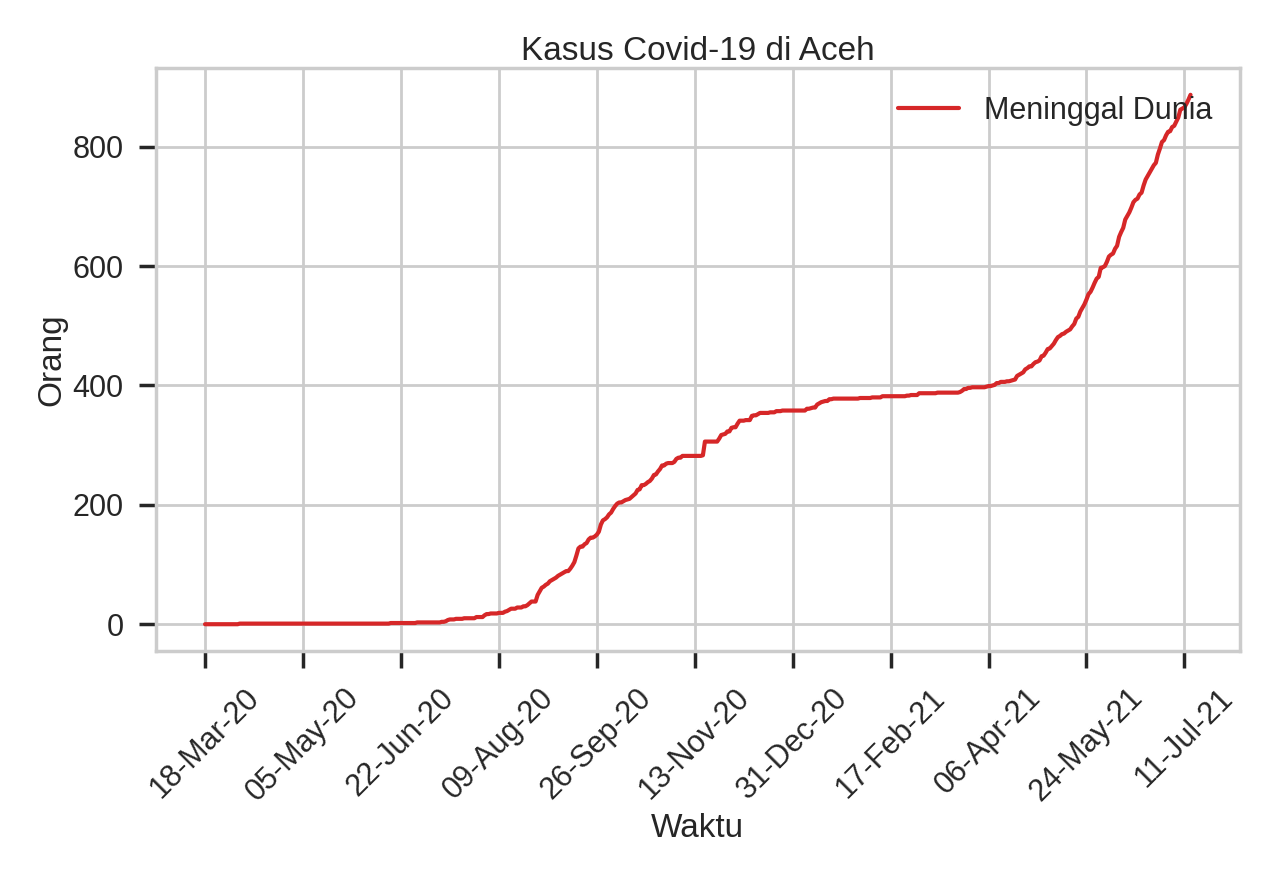 Kasus Covid-19 di Aceh
Meninggal Dunia
800
600
400
200
0
Orang
18-Mar-20
05-May-20
22-Jun-20
09-Aug-20
26-Sep-20
13-Nov-20
31-Dec-20
17-Feb-21
06-Apr-21
24-May-21
11-Jul-21
Waktu